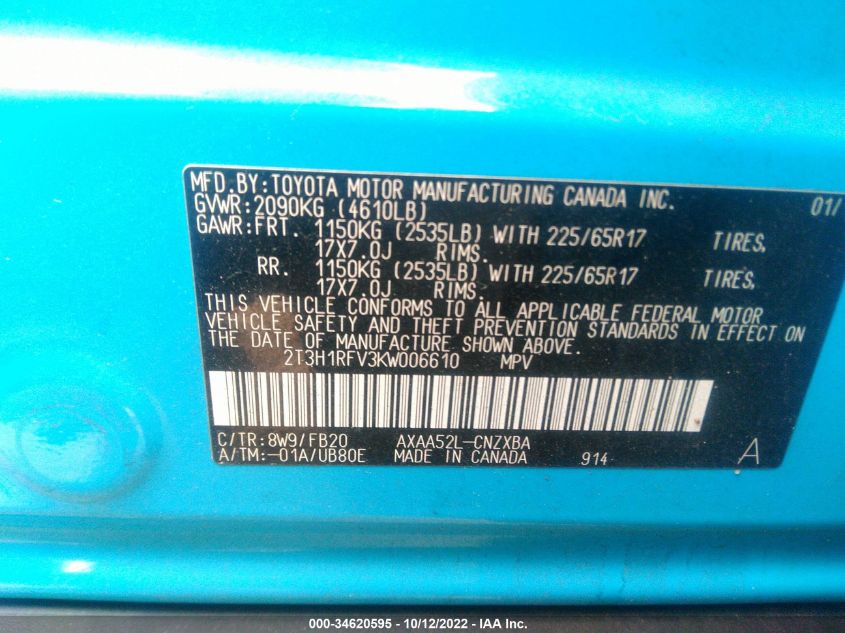 MFD.BY:TOYOTA MOTOR MANUFACTURING CANADA INC. 01/
GVWR:2090KG (4610LB)
GAWR:FRT. 1150KG (2535LB) WITH 225/65R17 TIRES,
17X7.0J RIMS.
RR. 1150KG (2535LB) WITH 225/65R17 TIRES,
17X7.0J RIMS.
THIS VEHICLE CONFORMS TO ALL APPLICABLE FEDERAL MOTOR
VEHICLE SAFETY AND THEFT PREVENTION STANDARDS IN EFFECT ON
THE DATE OF MANUFACTURE SHOWN ABOVE.
2T3H1RFV3KW006610 MPV
C/TR:8W9/FB20 AXAA52L-CNZXBA
A/TM:-01A/UB80E MADE IN CANADA 914 A
000-34620595 - 10/12/2022 - IAA Inc.